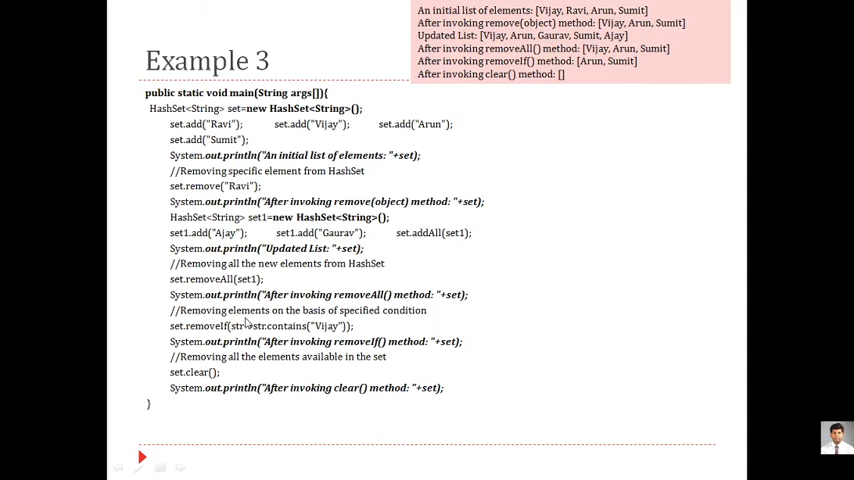 An initial list of elements: [Vijay, Ravi, Arun, Sumit]
After invoking remove(object) method: [Vijay, Arun, Sumit]
Updated List: [Vijay, Arun, Gaurav, Sumit, Ajay]
After invoking removeAll() method: [Vijay, Arun, Sumit]
After invoking removeIf() method: [Arun, Sumit]
After invoking clear() method: []
Example 3
public static void main(String args[]){
HashSet<String> set=new HashSet<String>();
set.add("Ravi"); set.add("Vijay"); set.add("Arun");
set.add("Sumit");
System.out.println("An initial list of elements: "+set);
//Removing specific element from HashSet
set.remove("Ravi");
System.out.println("After invoking remove(object) method: "+set);
HashSet<String> set1=new HashSet<String>();
set1.add("Ajay"); set1.add("Gaurav"); set.addAll(set1);
System.out.println("Updated List: "+set);
//Removing all the new elements from HashSet
set.removeAll(set1);
System.out.println("After invoking removeAll() method: "+set);
//Removing elements on the basis of specified condition
set.removeIf(str->str.contains("Vijay"));
System.out.println("After invoking removeIf() method: "+set);
//Removing all the elements available in the set
set.clear();
System.out.println("After invoking clear() method: "+set);
}